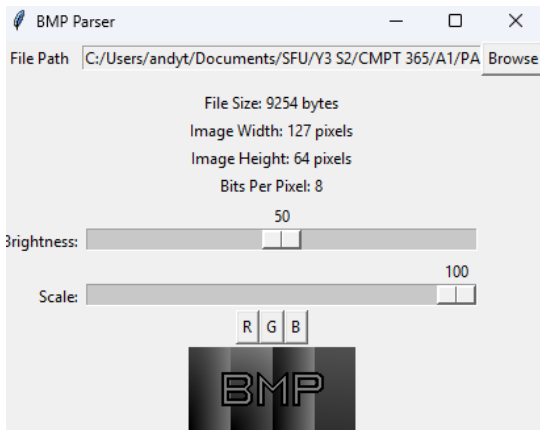 BMP Parser
File Path C:/Users/andyt/Documents/SFU/Y3 S2/CMPT 365/A1/PA Browse
File Size: 9254 bytes
Image Width: 127 pixels
Image Height: 64 pixels
Bits Per Pixel: 8
50
Brightness:
100
Scale:
R G B
BMP